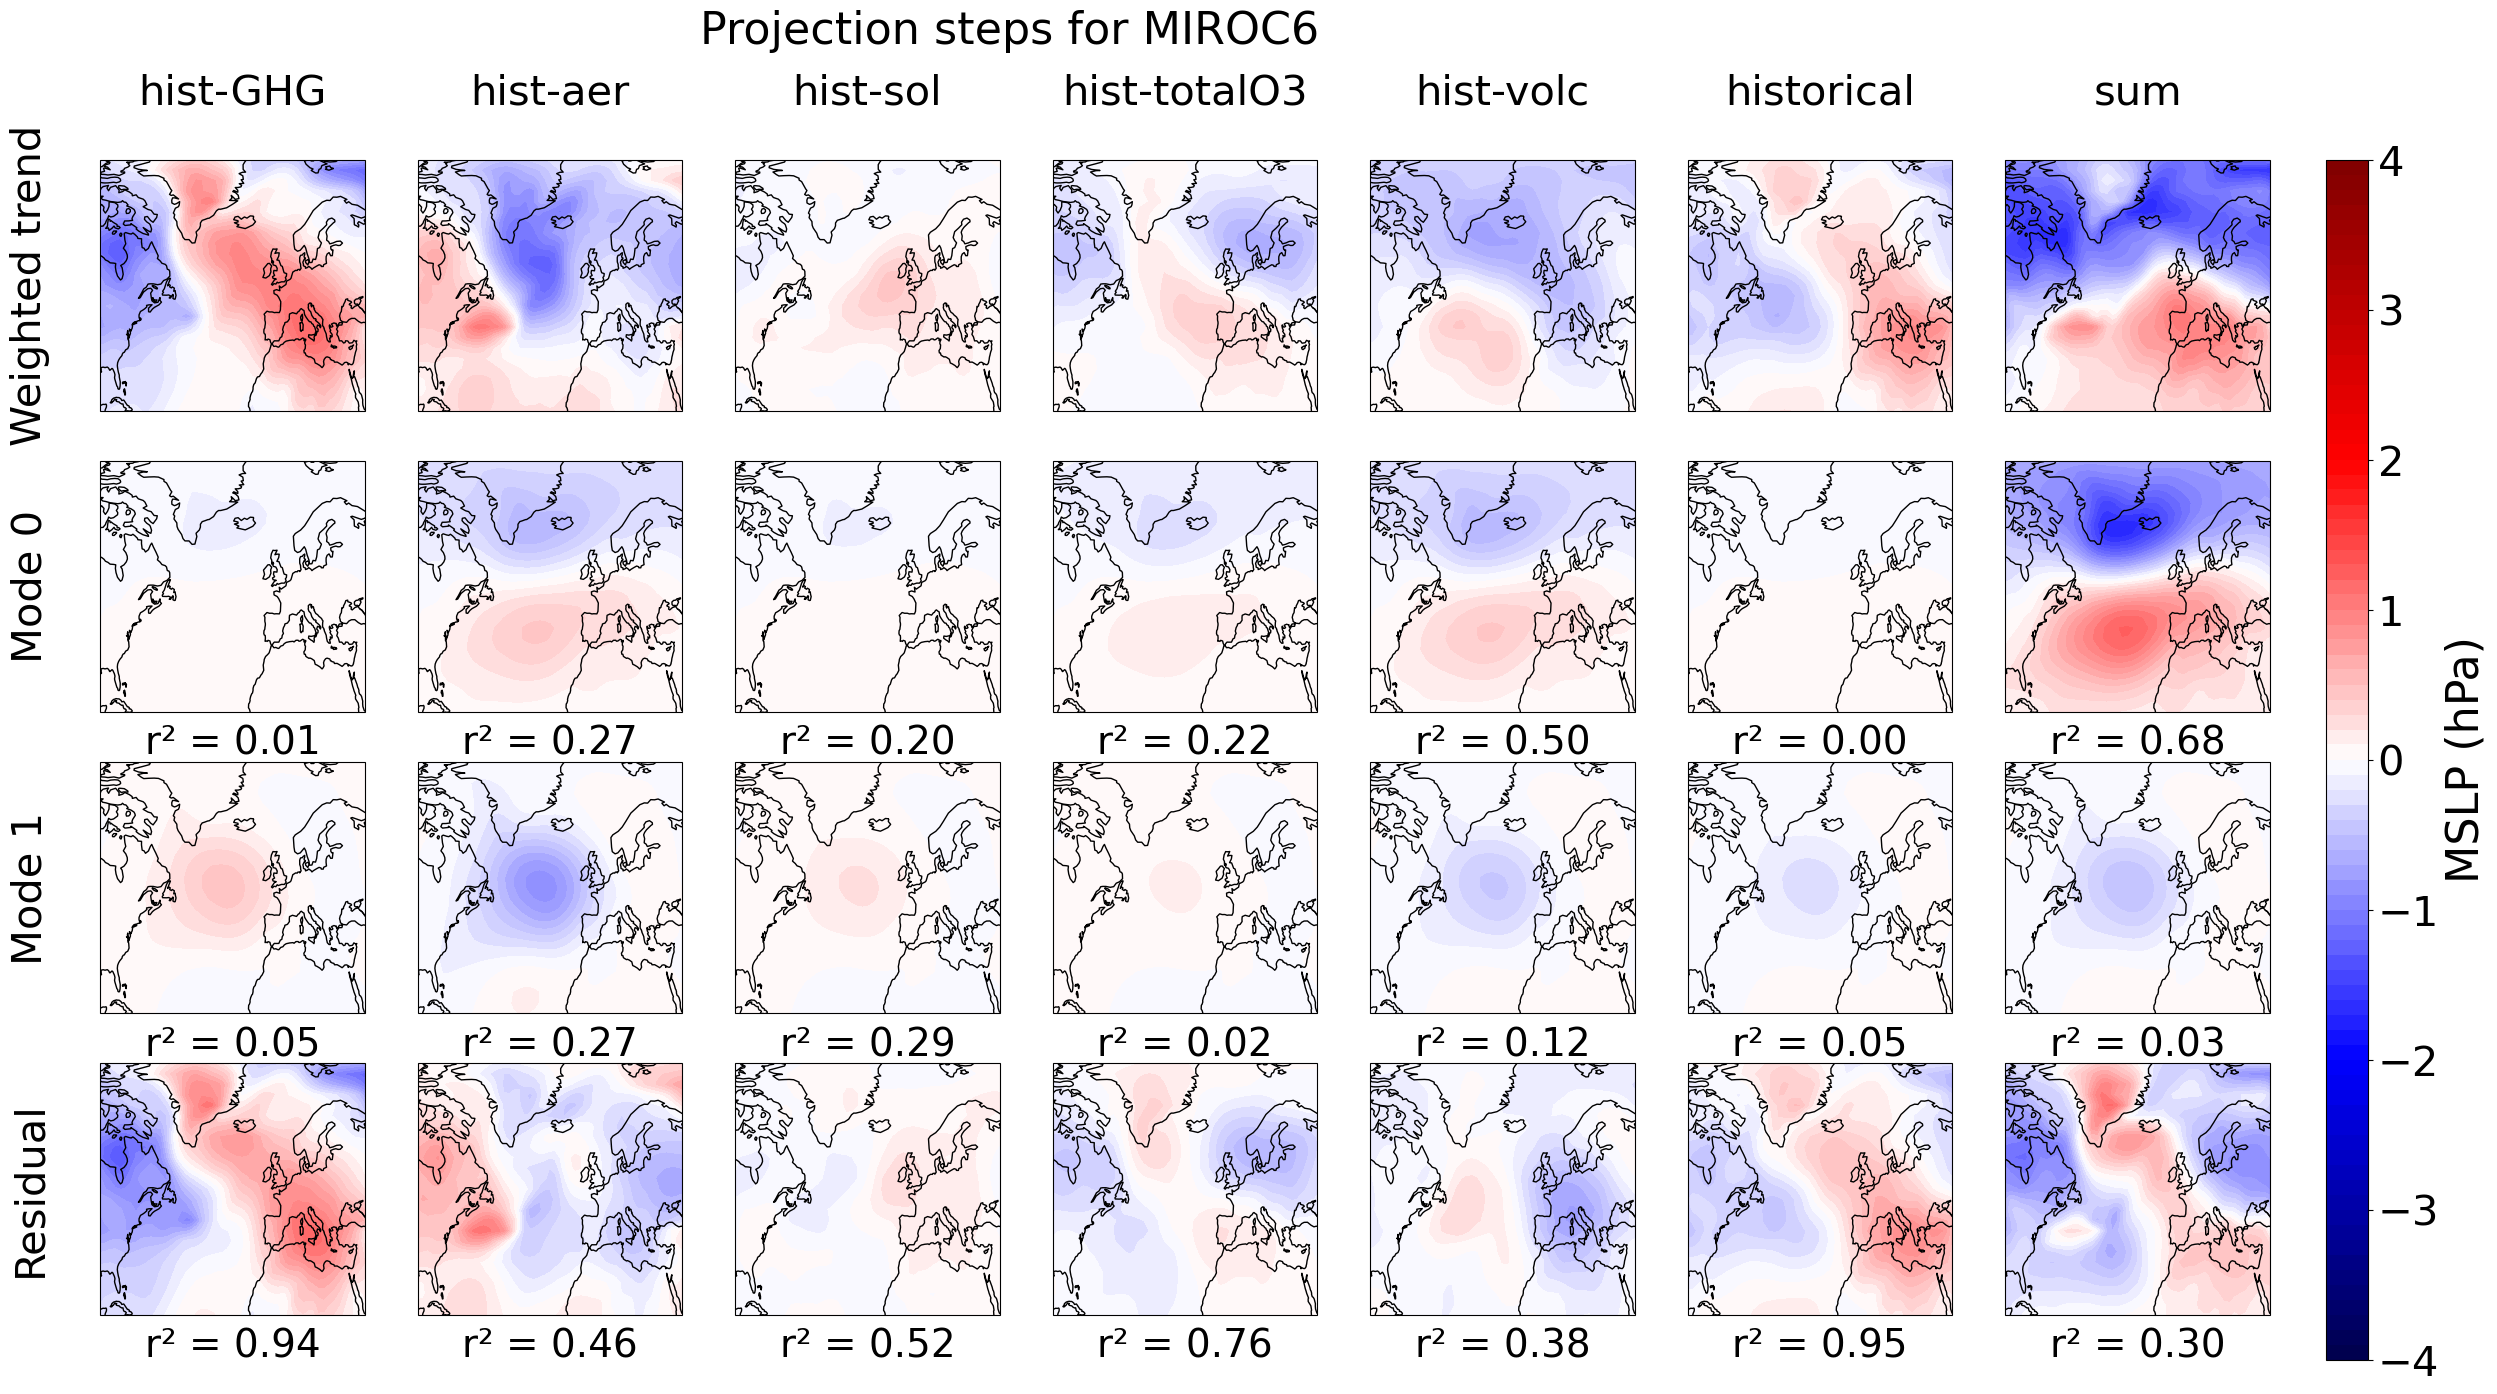 Projection steps for MIROC6
hist-GHG hist-aer hist-sol hist-totalO3 hist-volc historical sum
Weighted trend
Mode 0
r² = 0.01 r² = 0.27 r² = 0.20 r² = 0.22 r² = 0.50 r² = 0.00 r² = 0.68
Mode 1
r² = 0.05 r² = 0.27 r² = 0.29 r² = 0.02 r² = 0.12 r² = 0.05 r² = 0.03
Residual
r² = 0.94 r² = 0.46 r² = 0.52 r² = 0.76 r² = 0.38 r² = 0.95 r² = 0.30
4
3
2
1
0
−1
−2
−3
−4
MSLP (hPa)